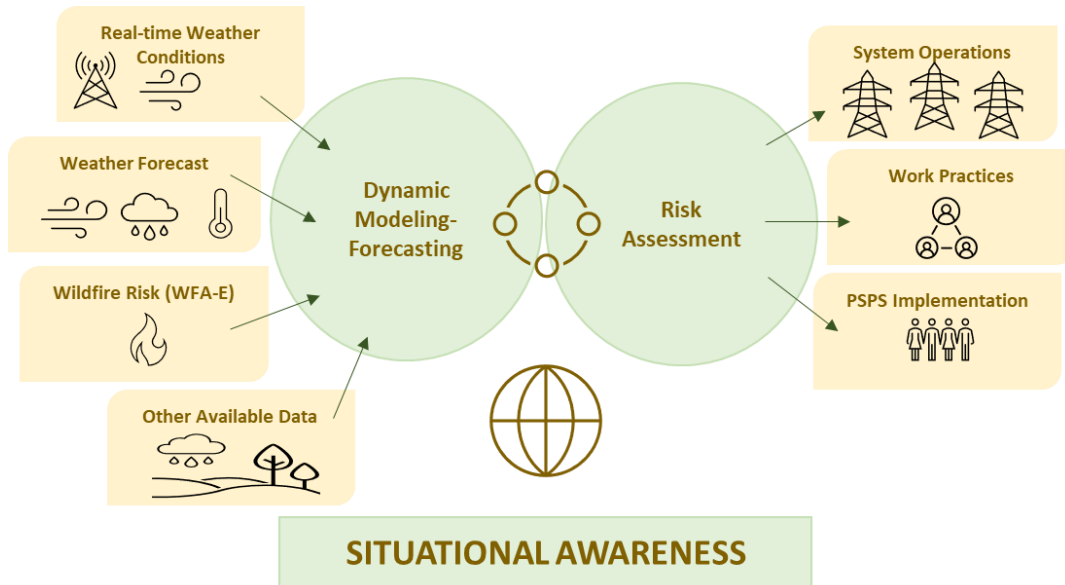 Real-time Weather
Conditions
Weather Forecast
Wildfire Risk (WFA-E)
Other Available Data
Dynamic
Modeling-
Forecasting
Risk
Assessment
System Operations
Work Practices
PSPS Implementation
SITUATIONAL AWARENESS